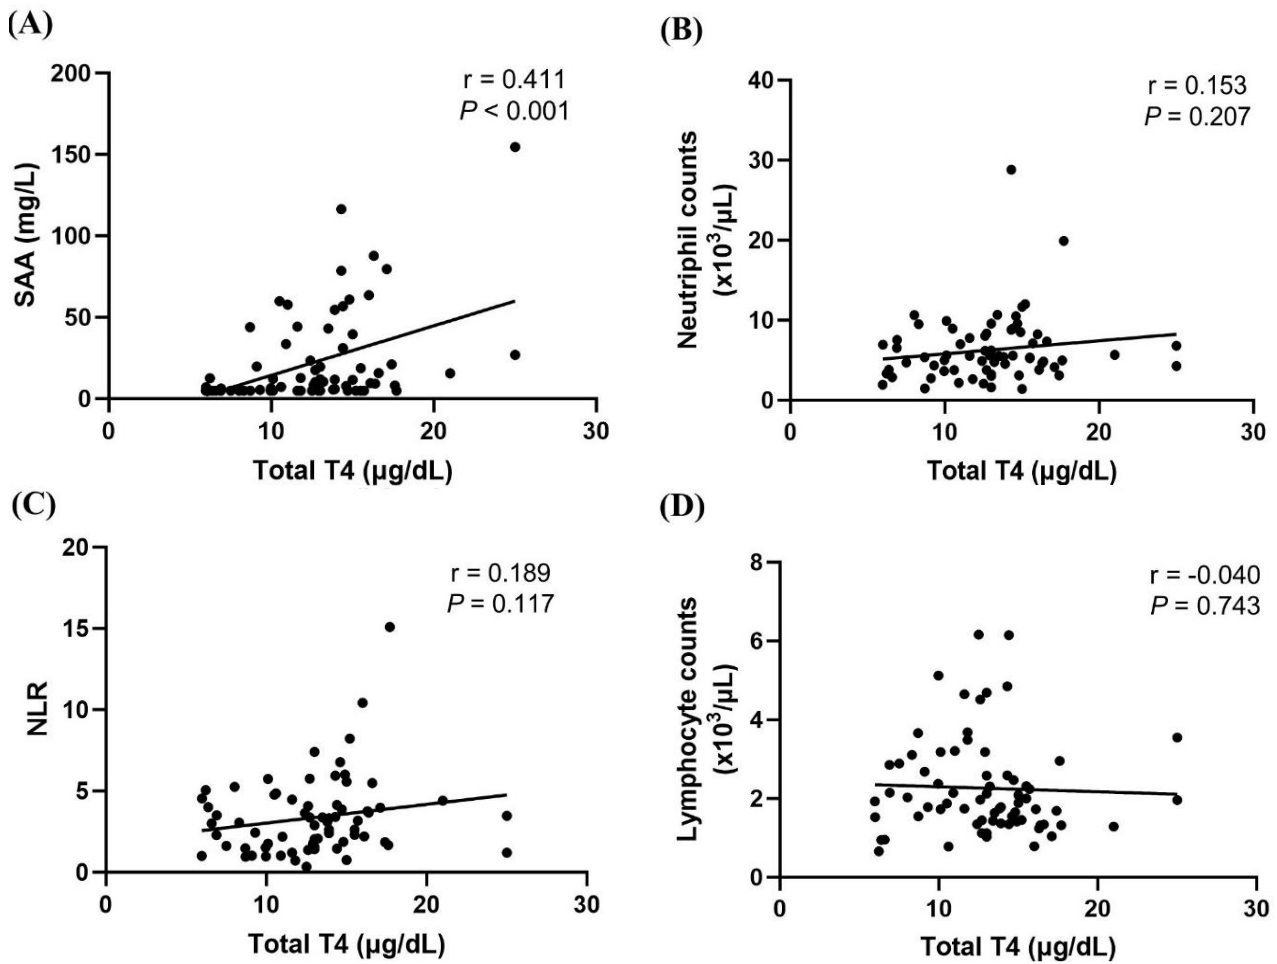 (A)
r = 0.411
P < 0.001
200
150
100
50
0
SAA (mg/L)
0 10 20 30
Total T4 (µg/dL)
(B)
r = 0.153
P = 0.207
40
30
20
10
0
Neutriphil counts
(x10³/µL)
0 10 20 30
Total T4 (µg/dL)
(C)
r = 0.189
P = 0.117
20
15
10
5
0
NLR
0 10 20 30
Total T4 (µg/dL)
(D)
r = -0.040
P = 0.743
8
6
4
2
0
Lymphocyte counts
(x10³/µL)
0 10 20 30
Total T4 (µg/dL)